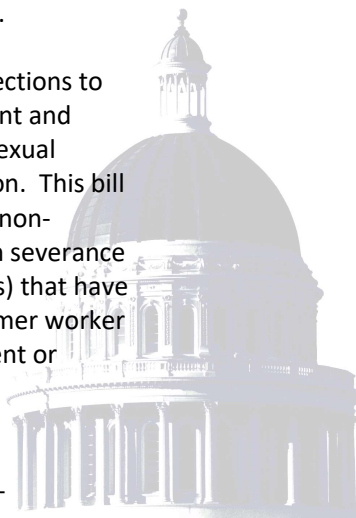 .
ections to
nt and
exual
on. This bill
non-
n severance
s) that have
mer worker
ent or
-